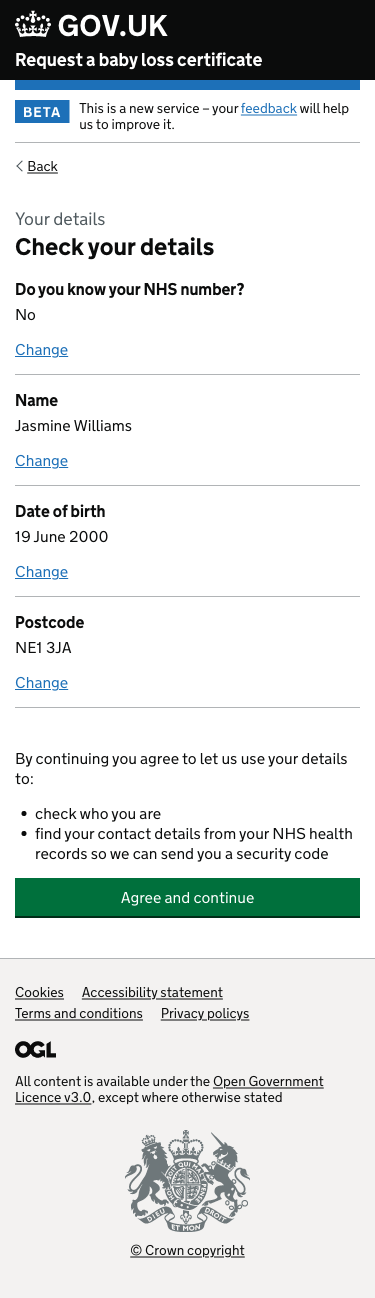 GOV.UK
Request a baby loss certificate
BETA
This is a new service – your feedback will help
us to improve it.
Back
Your details
Check your details
Do you know your NHS number?
No
Change
Name
Jasmine Williams
Change
Date of birth
19 June 2000
Change
Postcode
NE1 3JA
Change
By continuing you agree to let us use your details
to:
• check who you are
• find your contact details from your NHS health
records so we can send you a security code
Agree and continue
Cookies Accessibility statement
Terms and conditions Privacy policys
OGL
All content is available under the Open Government
Licence v3.0, except where otherwise stated
DIEU ET MON DROIT
© Crown copyright